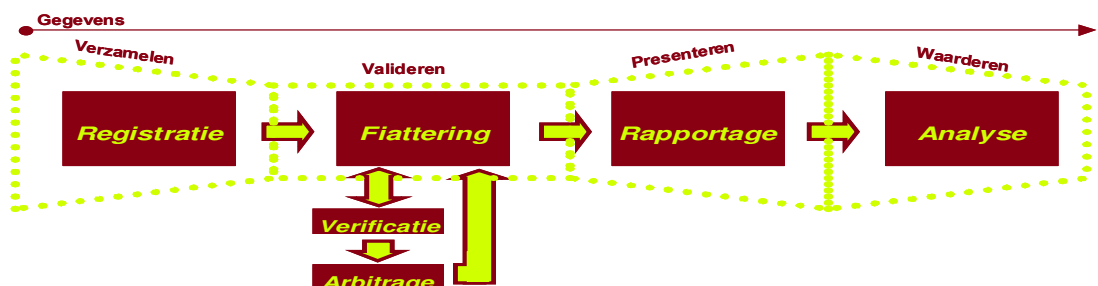 Gegevens
Verzamelen
Valideren
Presenteren
Waarderen
Registratie
Fiattering
Rapportage
Analyse
Verificatie
Arbitrage